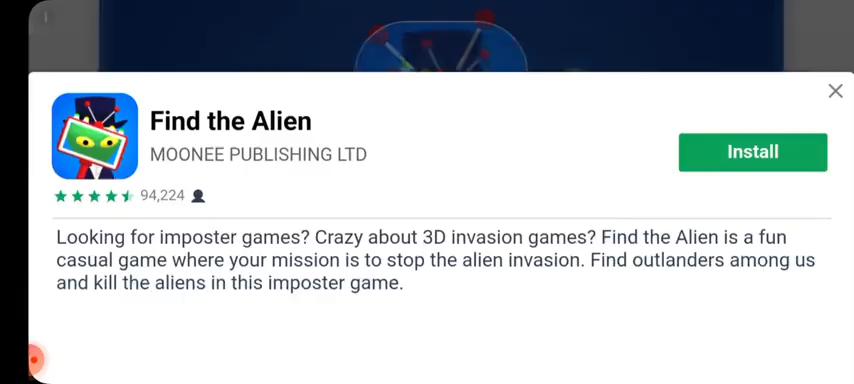 Find the Alien
MOONEE PUBLISHING LTD
Install
94,224
Looking for imposter games? Crazy about 3D invasion games? Find the Alien is a fun
casual game where your mission is to stop the alien invasion. Find outlanders among us
and kill the aliens in this imposter game.